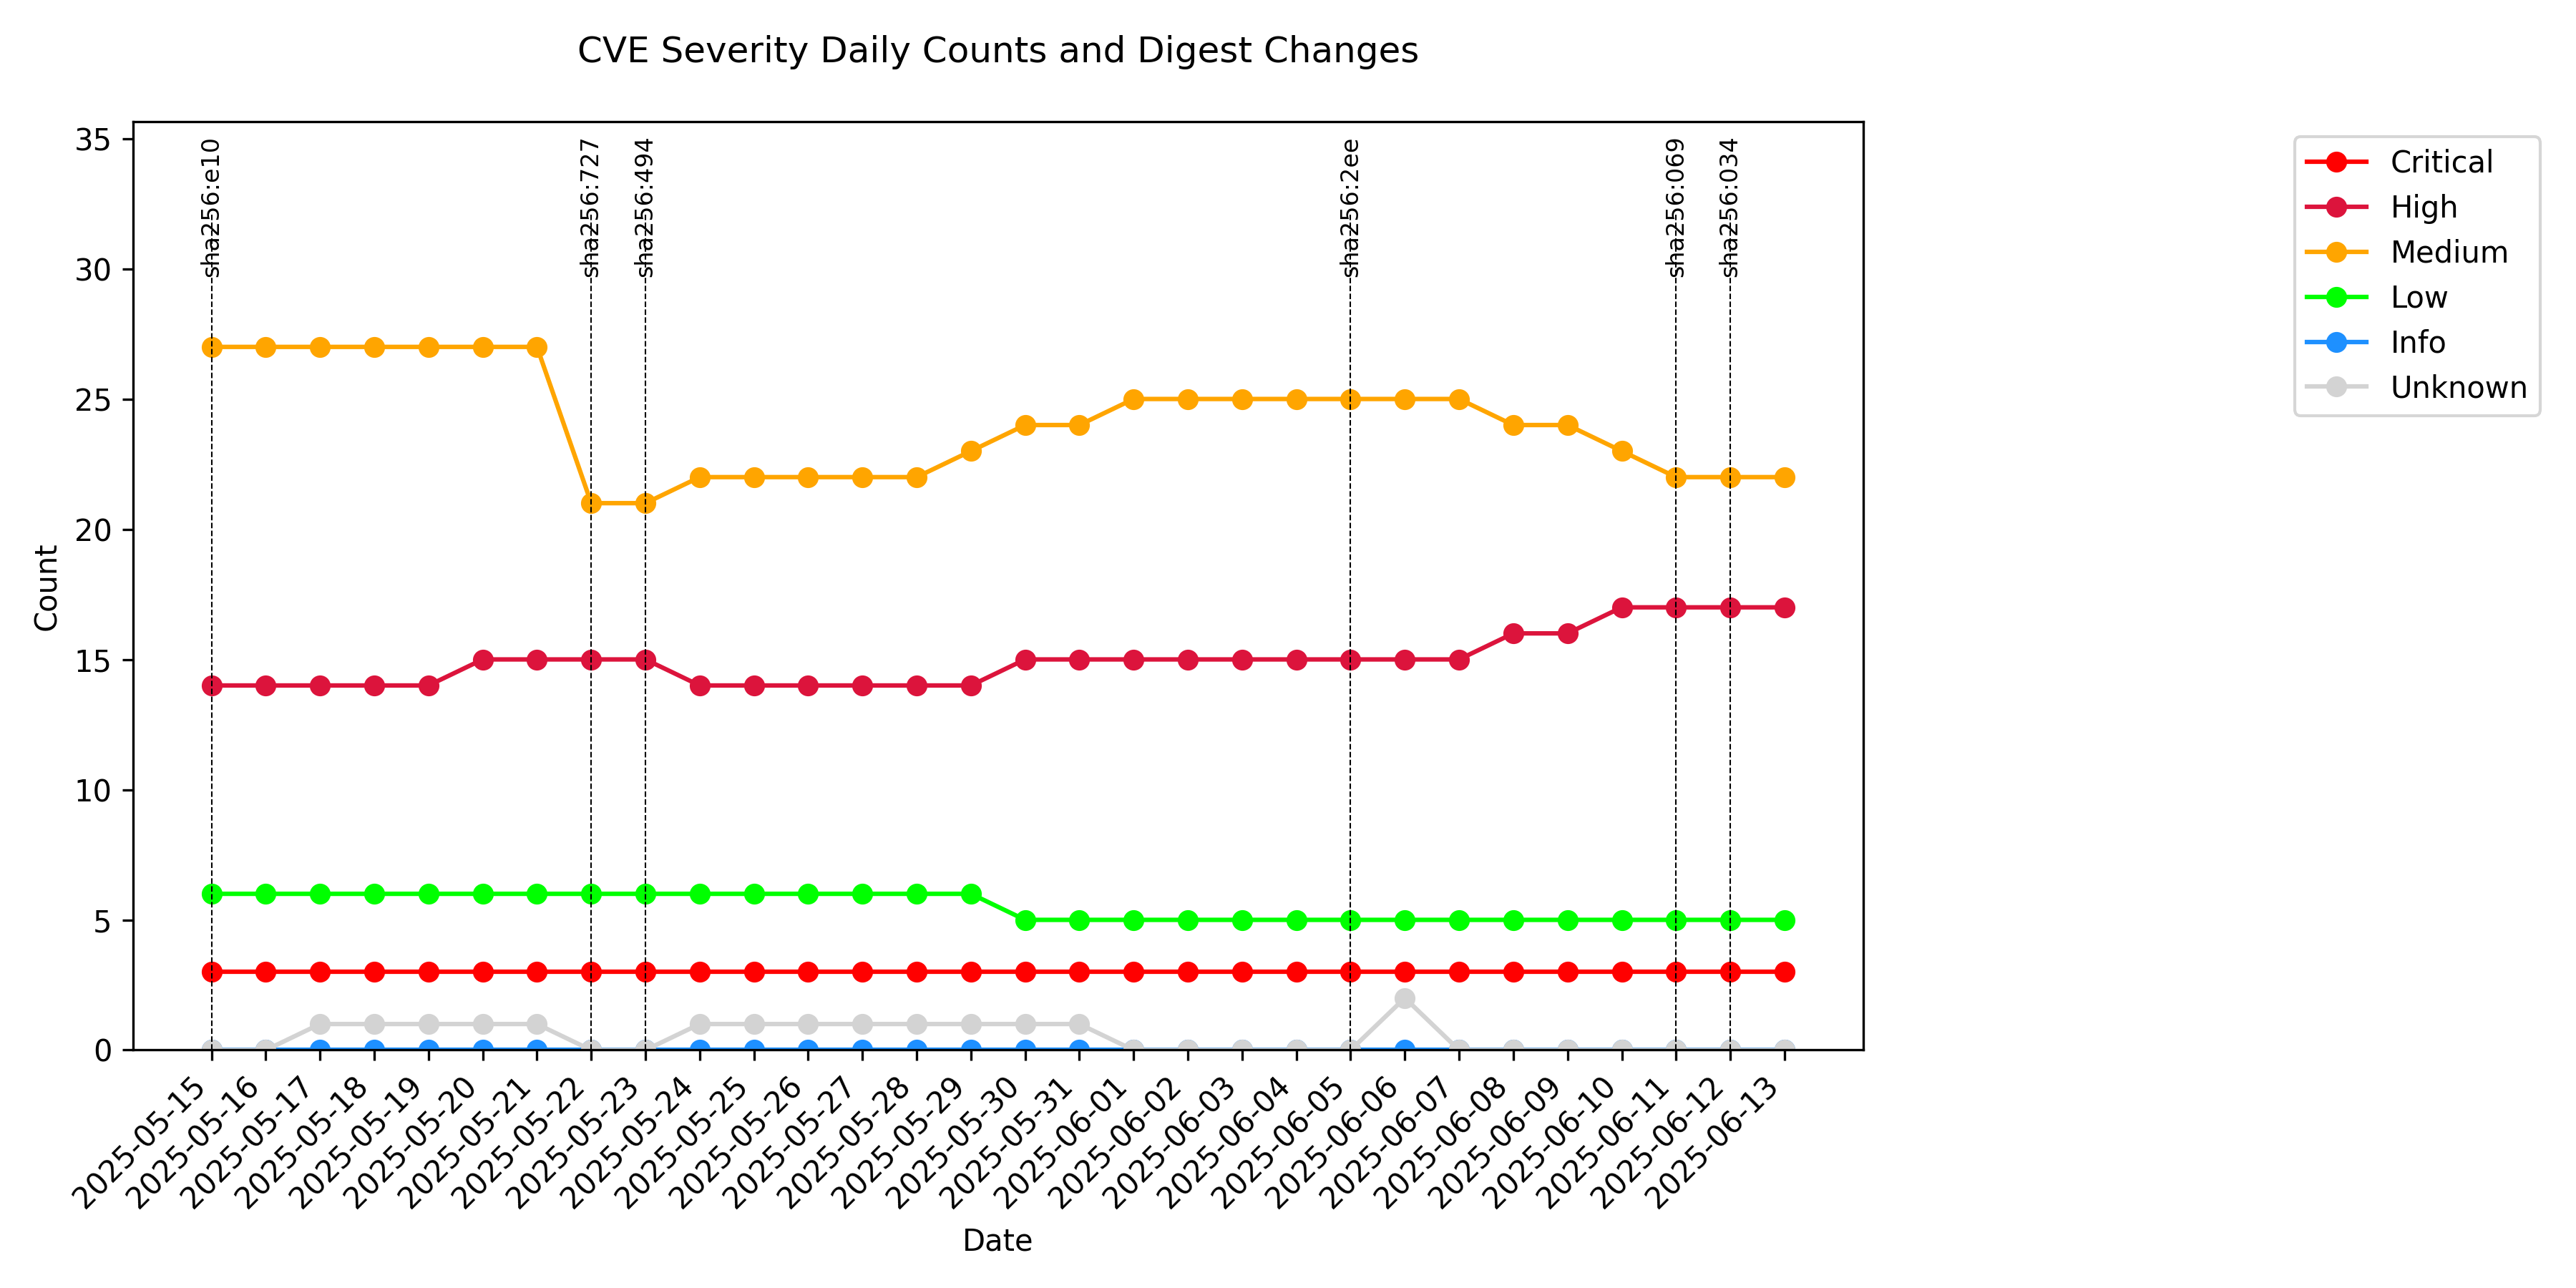 CVE Severity Daily Counts and Digest Changes
35
30
25
20
15
10
5
0
Count
sha256:e10
sha256:727
sha256:494
sha256:2ee
sha256:069
sha256:034
Critical
High
Medium
Low
Info
Unknown
2025-05-15
2025-05-16
2025-05-17
2025-05-18
2025-05-19
2025-05-20
2025-05-21
2025-05-22
2025-05-23
2025-05-24
2025-05-25
2025-05-26
2025-05-27
2025-05-28
2025-05-29
2025-05-30
2025-05-31
2025-06-01
2025-06-02
2025-06-03
2025-06-04
2025-06-05
2025-06-06
2025-06-07
2025-06-08
2025-06-09
2025-06-10
2025-06-11
2025-06-12
2025-06-13
Date